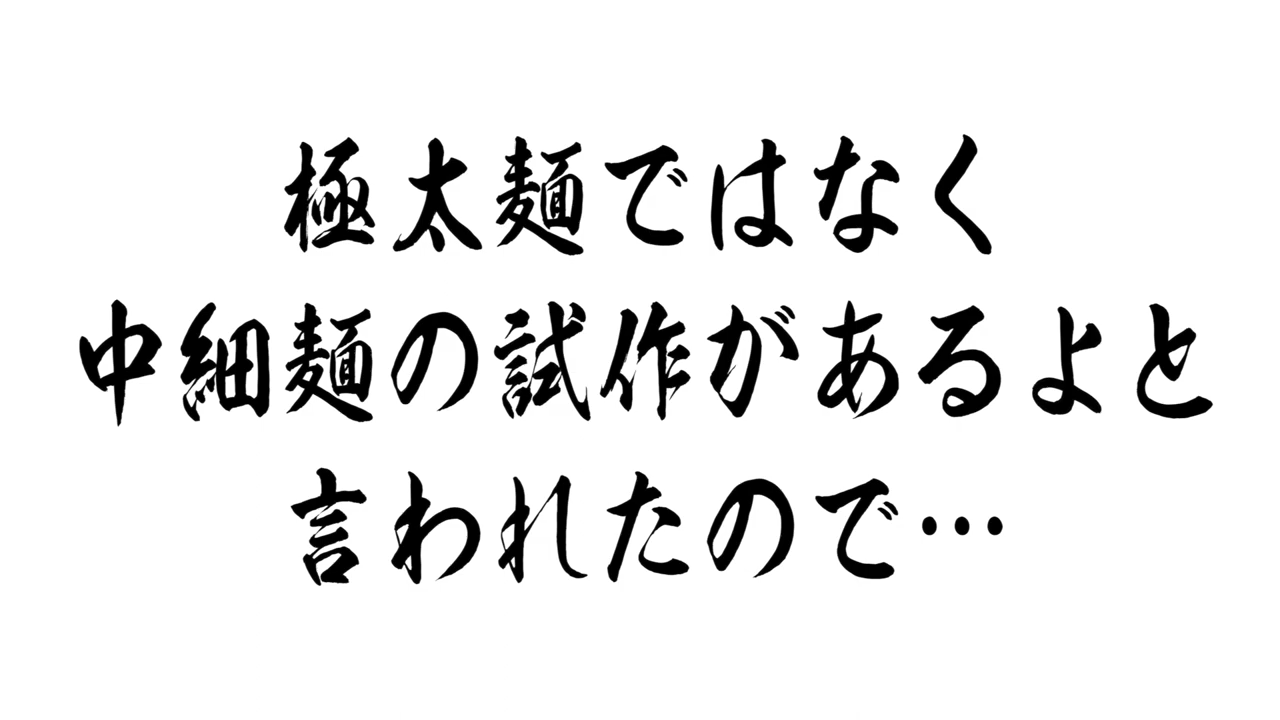 極太麺ではなく
中細麺の試作があるよと
言われたので…